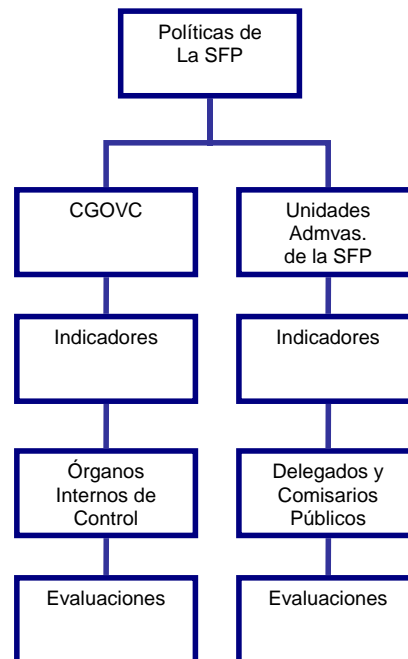 Políticas de
La SFP
CGOVC
Unidades
Admvas.
de la SFP
Indicadores
Indicadores
Órganos
Internos de
Control
Delegados y
Comisarios
Públicos
Evaluaciones
Evaluaciones